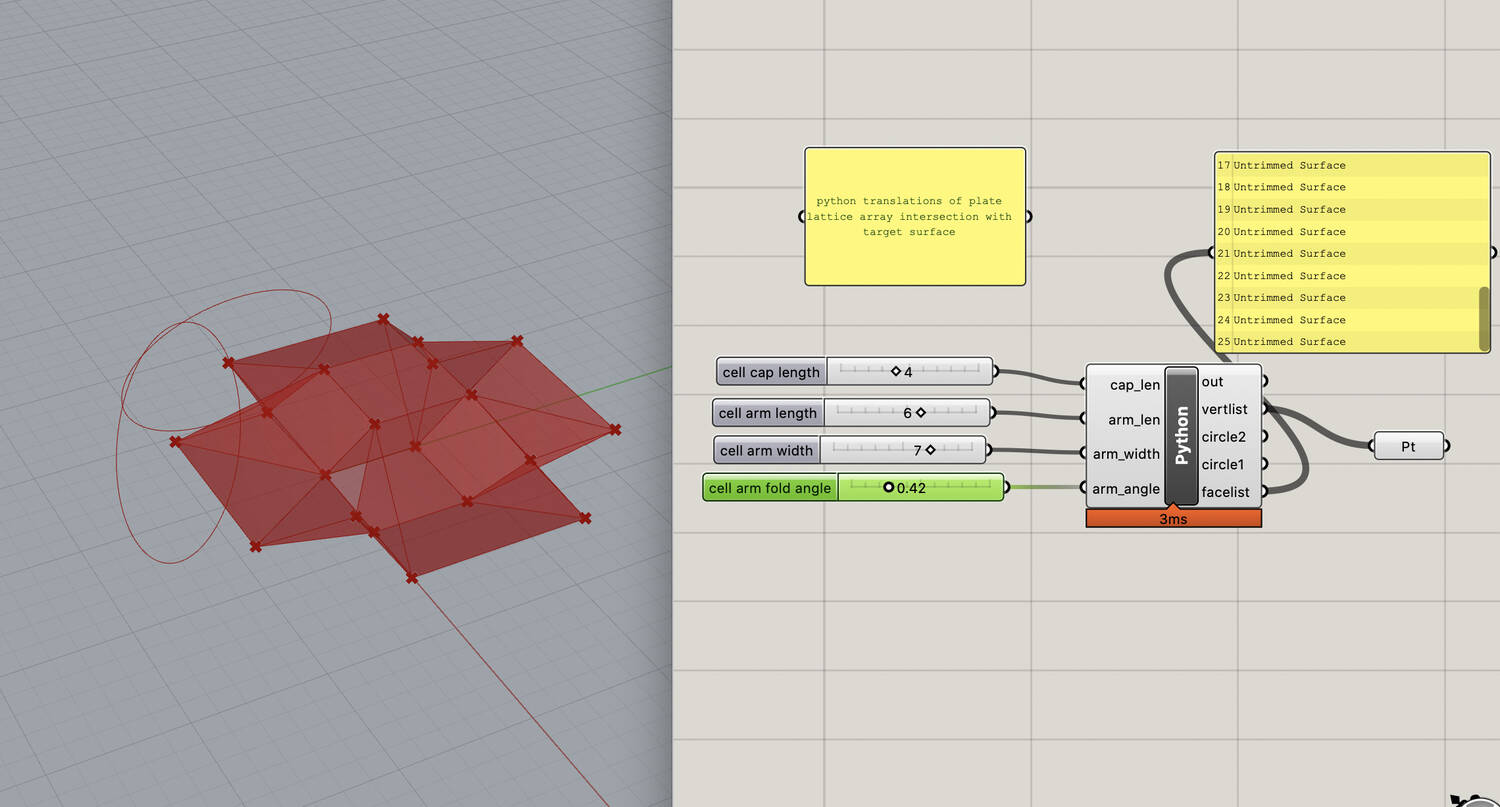 python translations of plate
lattice array intersection with
target surface
17 Untrimmed Surface
18 Untrimmed Surface
19 Untrimmed Surface
20 Untrimmed Surface
21 Untrimmed Surface
22 Untrimmed Surface
23 Untrimmed Surface
24 Untrimmed Surface
25 Untrimmed Surface
cell cap length 4
cell arm length 6
cell arm width 7
cell arm fold angle 0.42
cap_len
arm_len
arm_width
arm_angle
Python
out
vertlist
circle2
circle1
facelist
3ms
Pt